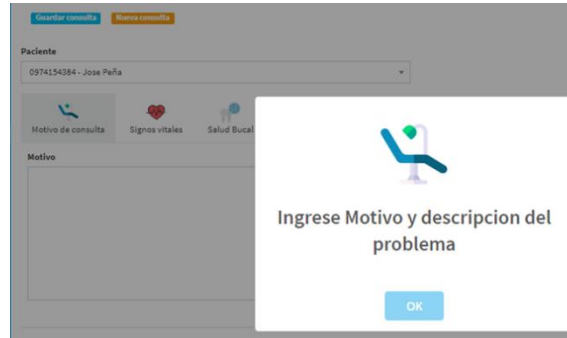 Guardar consulta Nueva consulta
Paciente
0974154384 - Jose Peña
Motivo de consulta Signos vitales Salud Bucal
Motivo
Ingrese Motivo y descripcion del
problema
OK